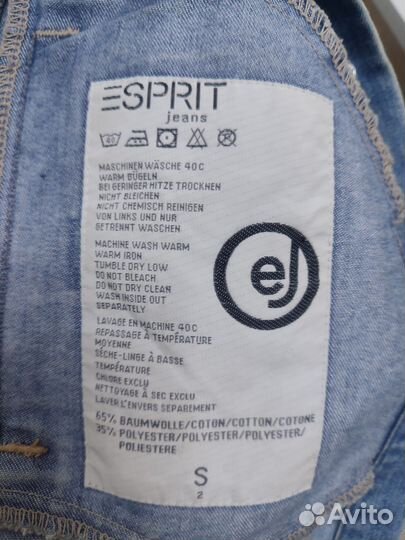 ESPRIT
jeans
40
MASCHINEN WÄSCHE 40C
WARM BÜGELN
BEI GERINGER HITZE TROCKNEN
NICHT BLEICHEN
NICHT CHEMISCH REINIGEN
VON LINKS UND NUR
GETRENNT WASCHEN
MACHINE WASH WARM
WARM IRON
TUMBLE DRY LOW
DO NOT BLEACH
DO NOT DRY CLEAN
WASH INSIDE OUT
SEPARATELY
ej
LAVAGE EN MACHINE 40C
REPASSAGE À TEMPÉRATURE
MOYENNE
SÈCHE-LINGE À BASSE
TEMPÉRATURE
CHLORE EXCLU
NETTOYAGE À SEC EXCLU
LAVER L'ENVERS SEPAREMENT
65% BAUMWOLLE/COTON/COTTON/COTONE
35% POLYESTER/POLYESTER/POLYESTER/
POLIESTERE
S
2
Avito